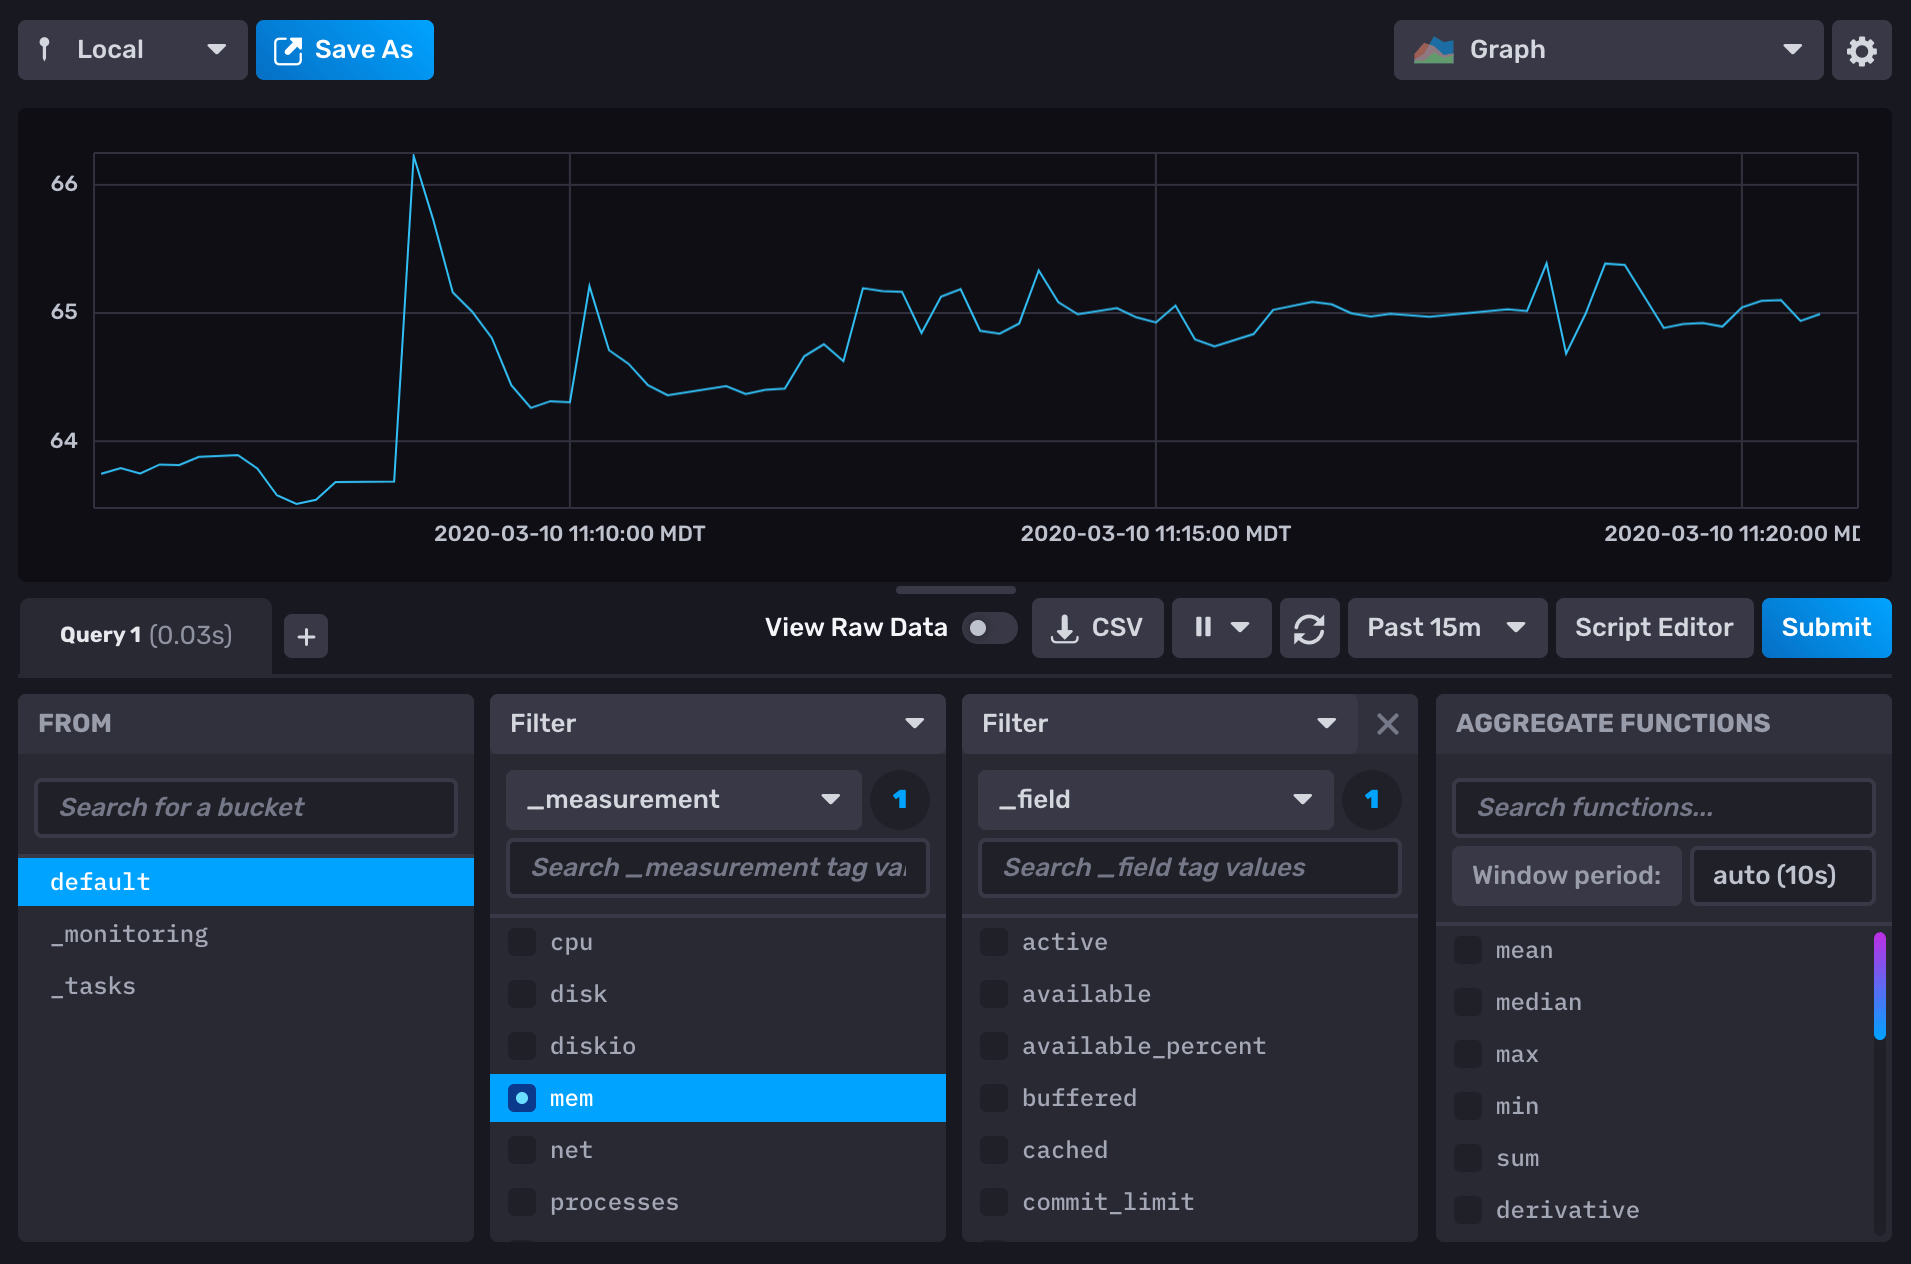 Local
Save As
Graph
66
65
64
2020-03-10 11:10:00 MDT
2020-03-10 11:15:00 MDT
2020-03-10 11:20:00 MD
Query 1 (0.03s)
+
View Raw Data
CSV
Past 15m
Script Editor
Submit
FROM
Search for a bucket
default
_monitoring
_tasks
Filter
_measurement
1
Search _measurement tag val
cpu
disk
diskio
mem
net
processes
Filter
_field
1
Search _field tag values
active
available
available_percent
buffered
cached
commit_limit
AGGREGATE FUNCTIONS
Search functions...
Window period:
auto (10s)
mean
median
max
min
sum
derivative